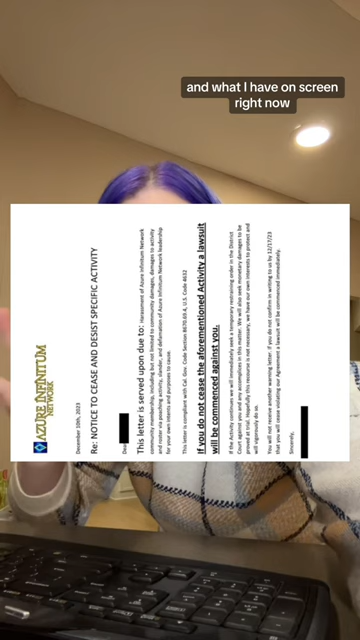 and what I have on screen
right now
AZURE INFINITUM
NETWORK
December 10th, 2023
Re: NOTICE TO CEASE AND DESIST SPECIFIC ACTIVITY
Dear
This letter is served upon due to: Harassment of Azure Infinitum Network
community membership, including but not limited to community damages, damages to activity
and roster via poaching activity, slander, and defamation of Azure Infinitum Network leadership
for your own intents and purposes to cause.
This letter is compliant with Cal. Gov. Code Section 8670.69.4, U.S. Code 4632
If you do not cease the aforementioned Activity a lawsuit
will be commenced against you.
If the Activity continues we will immediately seek a temporary restraining order in the District
Court against you and any accomplices in this matter. We will also seek monetary damages to be
proved at trial. Hopefully this recourse is not necessary, we have our own interests to protect and
will vigorously do so.
You will not receive another warning letter. If you do not confirm in writing to us by 12/17/23
that you will cease violating our Agreement a lawsuit will be commenced immediately.
Sincerely,